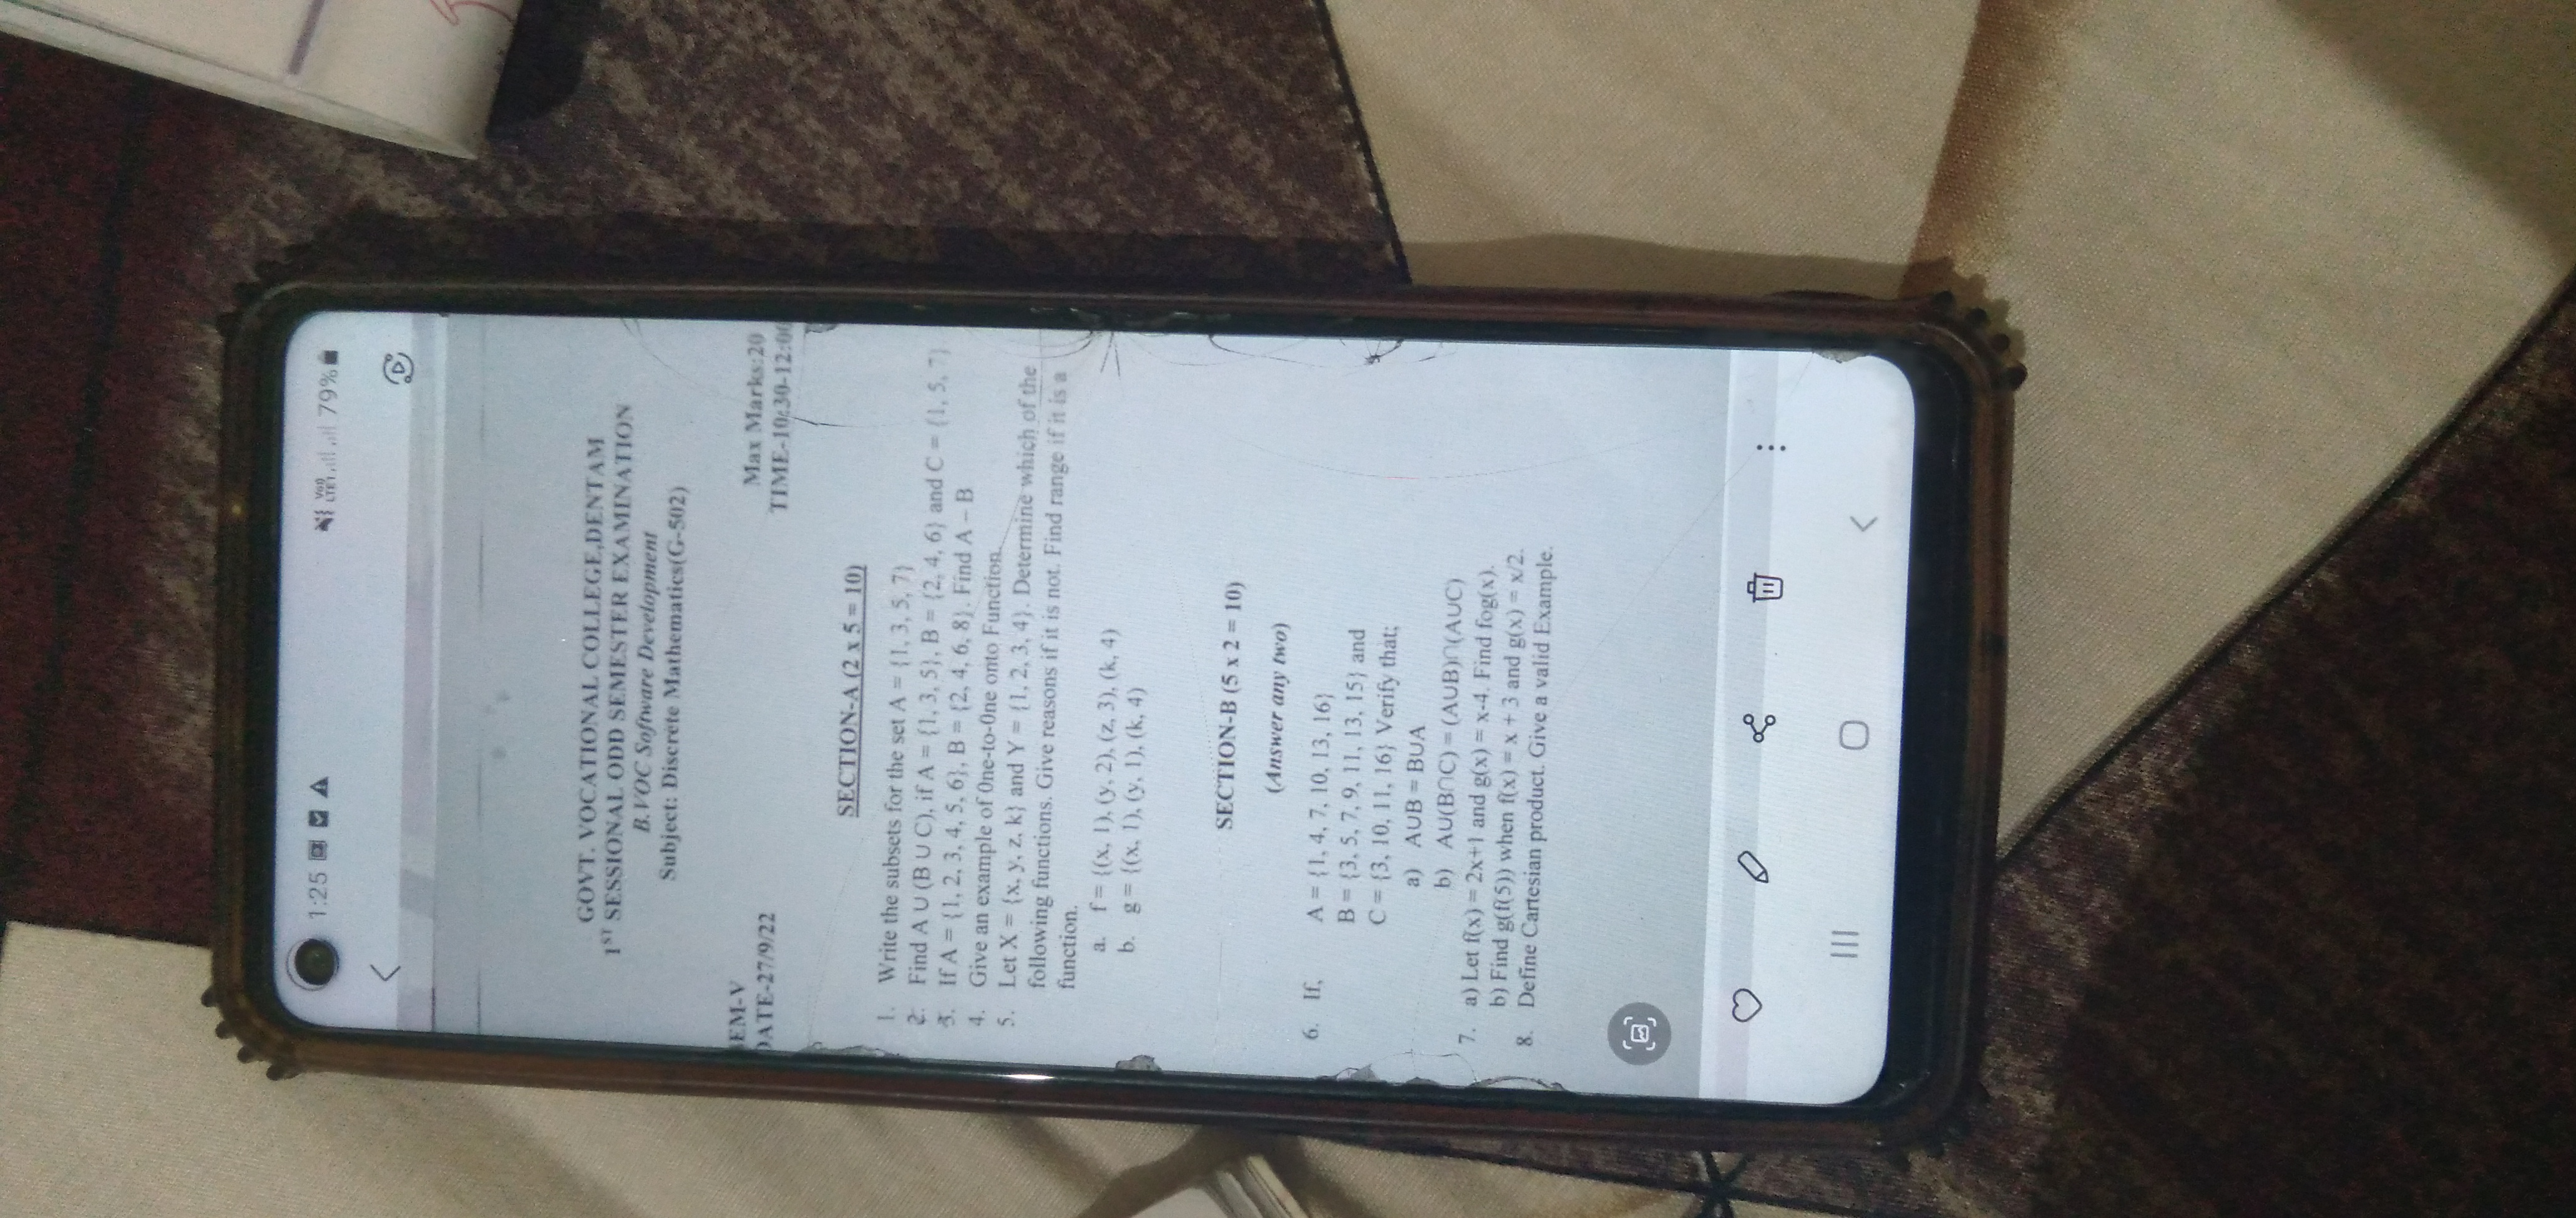 1:25
79%
GOVT. VOCATIONAL COLLEGE,DENTAM
1ST SESSIONAL ODD SEMESTER EXAMINATION
B.VOC Software Development
Subject: Discrete Mathematics(G-502)
EM-V Max Marks:20
DATE-27/9/22 TIME-10:30-12:00
SECTION-A (2 x 5 = 10)
1. Write the subsets for the set A = {1, 3, 5, 7}
2. Find A ∪ (B ∪ C), if A = {1, 3, 5}, B = {2, 4, 6} and C = {1, 5, 7}
3. If A = {1, 2, 3, 4, 5, 6}, B = {2, 4, 6, 8}. Find A – B
4. Give an example of 0ne-to-0ne onto Function
5. Let X = {x, y, z, k} and Y = {1, 2, 3, 4}. Determine which of the
following functions. Give reasons if it is not. Find range if it is a
function.
a. f = {(x, 1), (y, 2), (z, 3), (k, 4)
b. g = {(x, 1), (y, 1), (k, 4)
SECTION-B (5 x 2 = 10)
(Answer any two)
6. If, A = {1, 4, 7, 10, 13, 16}
B = {3, 5, 7, 9, 11, 13, 15} and
C = {3, 10, 11, 16} Verify that;
a) A∪B = B∪A
b) A∪(B∩C) = (A∪B)∩(A∪C)
7. a) Let f(x) = 2x+1 and g(x) = x-4. Find fog(x).
b) Find g(f(5)) when f(x) = x + 3 and g(x) = x/2.
8. Define Cartesian product. Give a valid Example.